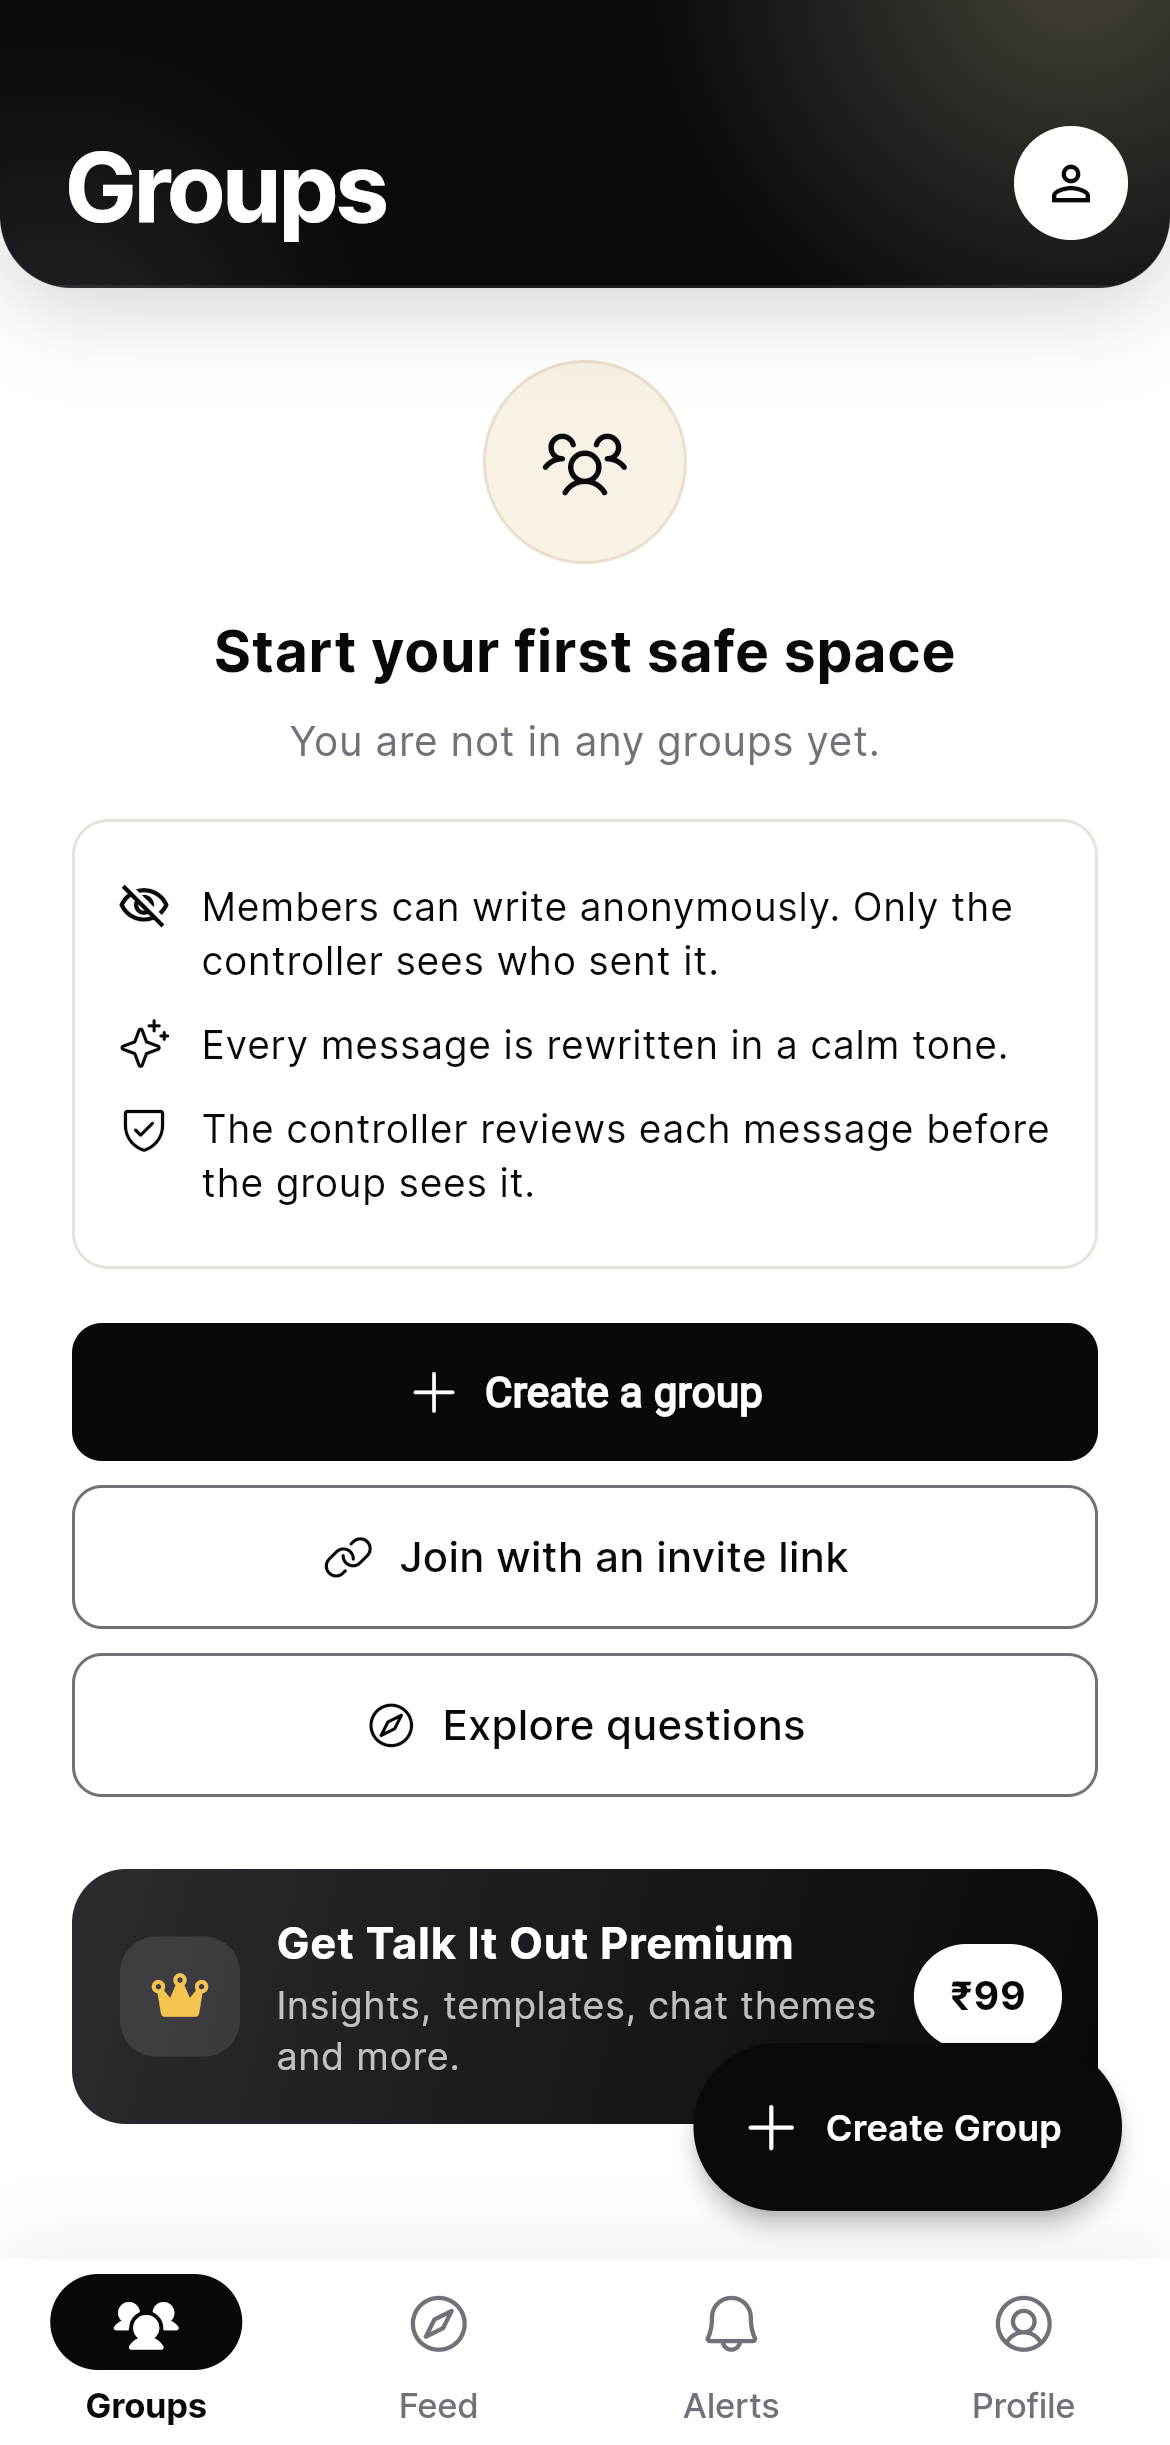 Groups
Start your first safe space
You are not in any groups yet.
Members can write anonymously. Only the
controller sees who sent it.
Every message is rewritten in a calm tone.
The controller reviews each message before
the group sees it.
Create a group
Join with an invite link
Explore questions
Get Talk It Out Premium
Insights, templates, chat themes
and more.
₹99
Create Group
Groups
Feed
Alerts
Profile